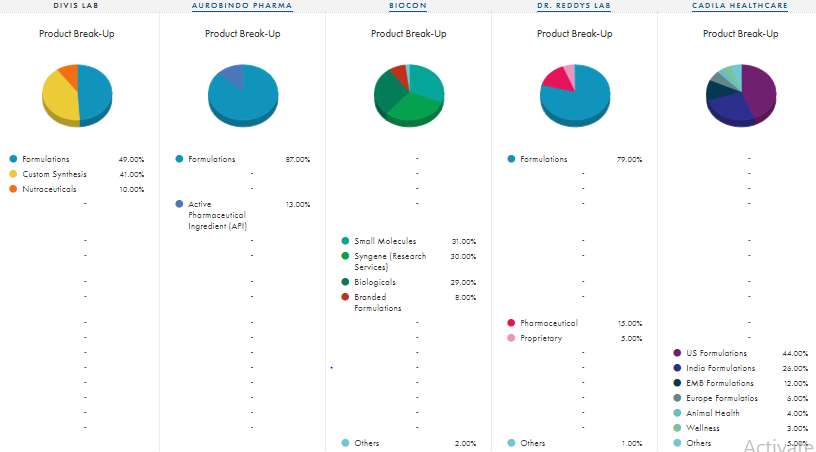 DIVIS LAB AUROBINDO PHARMA BIOCON DR. REDDYS LAB CADILA HEALTHCARE
Product Break-Up Product Break-Up Product Break-Up Product Break-Up Product Break-Up
Formulations 49.00% Formulations 87.00% - Formulations 79.00% -
Custom Synthesis 41.00% - - - -
Nutraceuticals 10.00% - - - -
- Active 13.00% - - -
Pharmaceutical
Ingredient (API)
- - Small Molecules 31.00% - -
- - Syngene (Research 30.00% - -
Services)
- - Biologicals 29.00% - -
- - Branded 8.00% - -
Formulations
- - - Pharmaceutical 15.00% -
- - - Proprietary 5.00% -
- - - - US Formulations 44.00%
- - - - India Formulations 26.00%
- - - - EMB Formulations 12.00%
- - - - Europe Formulatios 6.00%
- - - - Animal Health 4.00%
- - - - Wellness 3.00%
Others 2.00% Others 1.00% Others 5.00%
Activate